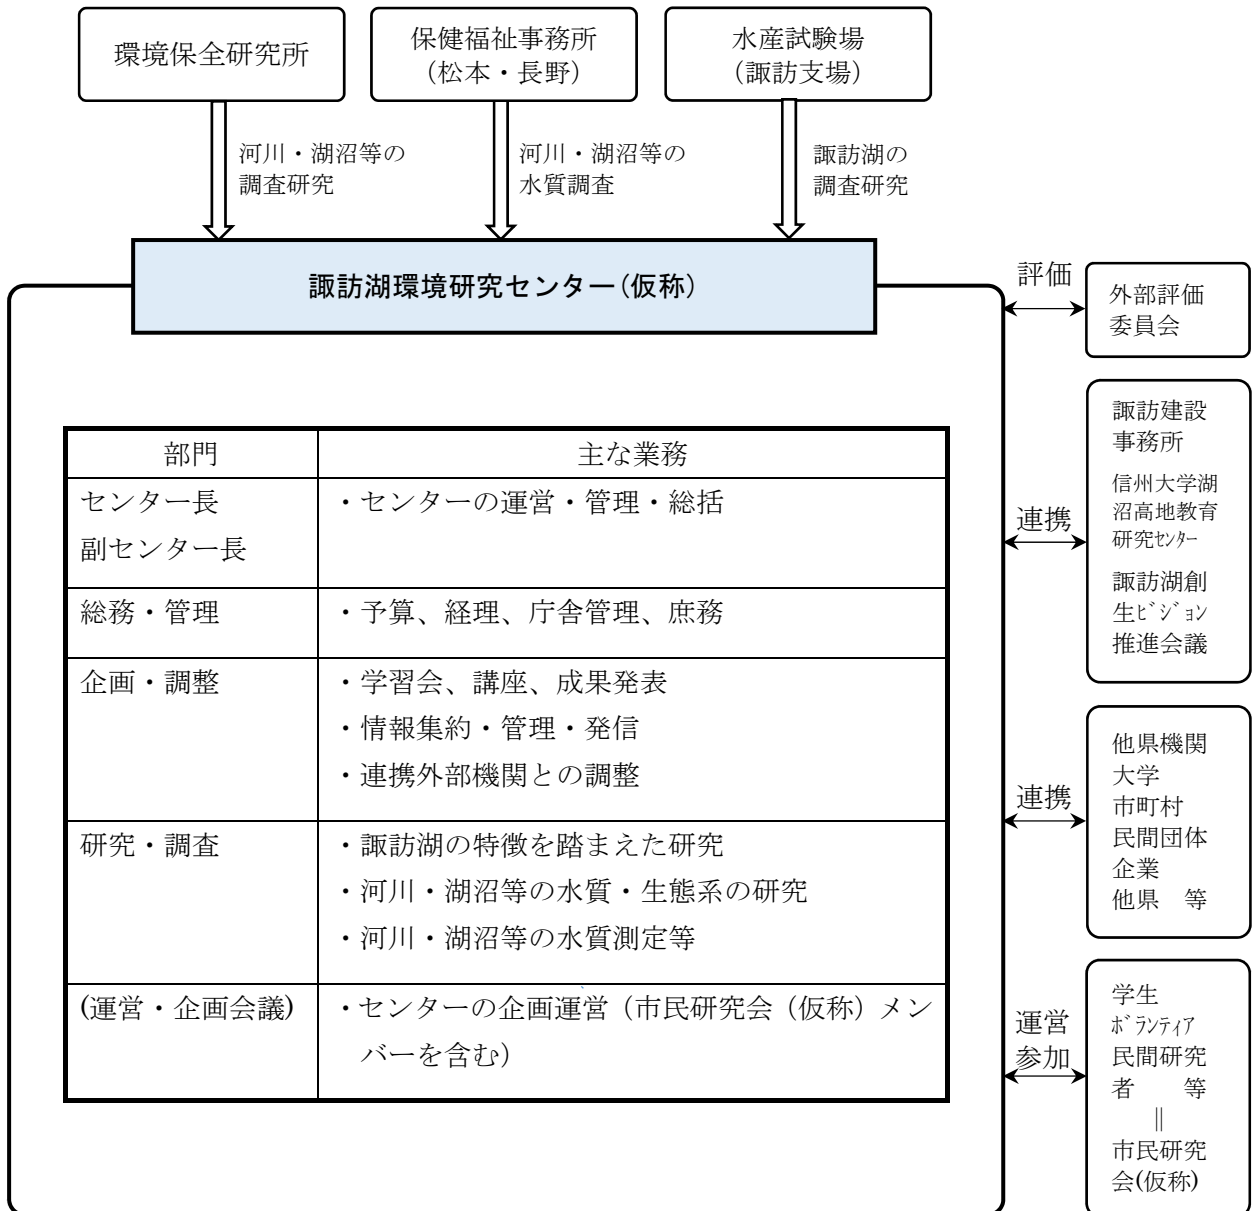 環境保全研究所
保健福祉事務所
（松本・長野）
水産試験場
（諏訪支場）
河川・湖沼等の
調査研究
河川・湖沼等の
水質調査
諏訪湖の
調査研究
諏訪湖環境研究センター(仮称)
部門
主な業務
センター長
副センター長
・センターの運営・管理・総括
総務・管理
・予算、経理、庁舎管理、庶務
企画・調整
・学習会、講座、成果発表
・情報集約・管理・発信
・連携外部機関との調整
研究・調査
・諏訪湖の特徴を踏まえた研究
・河川・湖沼等の水質・生態系の研究
・河川・湖沼等の水質測定等
(運営・企画会議)
・センターの企画運営（市民研究会（仮称）メン
バーを含む）
評価
外部評価
委員会
連携
諏訪建設
事務所
信州大学湖
沼高地教育
研究ｾﾝﾀｰ
諏訪湖創
生ﾋﾞｼﾞｮﾝ
推進会議
連携
他県機関
大学
市町村
民間団体
企業
他県　等
運営
参加
学生
ﾎﾞﾗﾝﾃｨｱ
民間研究
者　　等
||
市民研究
会(仮称)